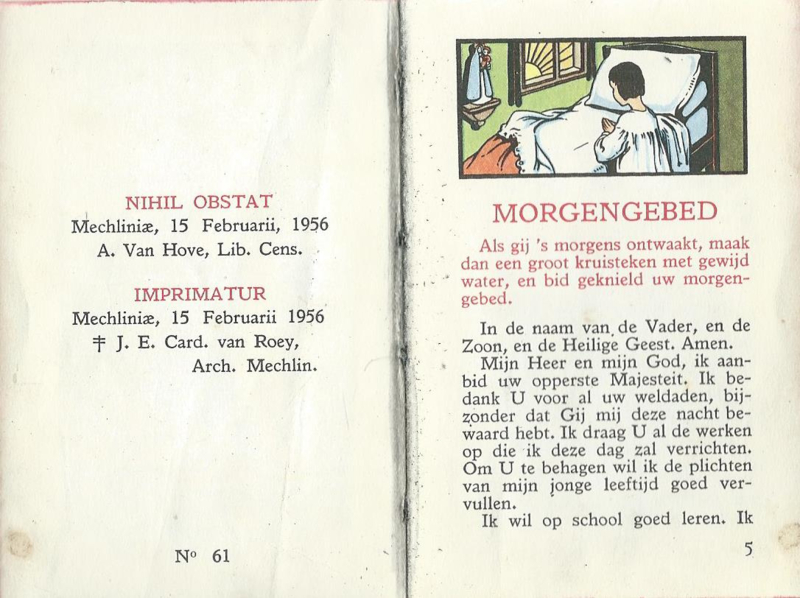 NIHIL OBSTAT
Mechliniæ, 15 Februarii, 1956
A. Van Hove, Lib. Cens.
IMPRIMATUR
Mechliniæ, 15 Februarii 1956
‡ J. E. Card. van Roey,
Arch. Mechlin.
Nº 61
MORGENGEBED
Als gij 's morgens ontwaakt, maak
dan een groot kruisteken met gewijd
water, en bid geknield uw morgen-
gebed.
In de naam van de Vader, en de
Zoon, en de Heilige Geest. Amen.
Mijn Heer en mijn God, ik aan-
bid uw opperste Majesteit. Ik be-
dank U voor al uw weldaden, bij-
zonder dat Gij mij deze nacht be-
waard hebt. Ik draag U al de werken
op die ik deze dag zal verrichten.
Om U te behagen wil ik de plichten
van mijn jonge leeftijd goed ver-
vullen.
Ik wil op school goed leren. Ik
5